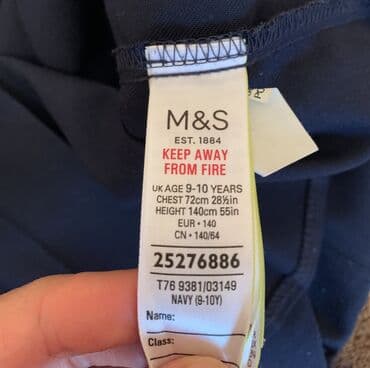 M&S
EST. 1884
KEEP AWAY
FROM FIRE
UK AGE 9-10 YEARS
CHEST 72cm 28½in
HEIGHT 140cm 55in
EUR • 140
CN • 140/64
25276886
T76 9381/03149
NAVY (9-10Y)
Name:
Class: